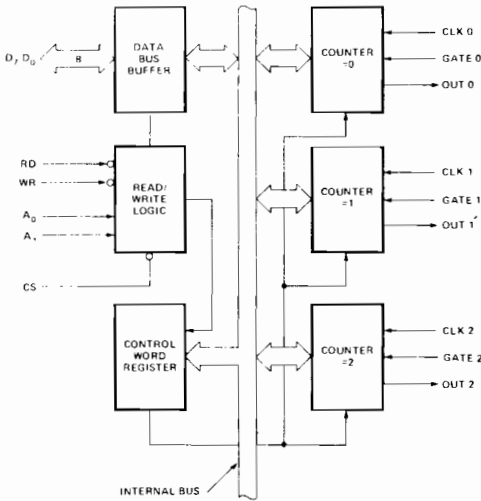 D7 D0
8
DATA
BUS
BUFFER
COUNTER
=0
CLK 0
GATE 0
OUT 0
RD
WR
A0
A1
CS
READ/
WRITE
LOGIC
COUNTER
=1
CLK 1
GATE 1
OUT 1
CONTROL
WORD
REGISTER
COUNTER
=2
CLK 2
GATE 2
OUT 2
INTERNAL BUS